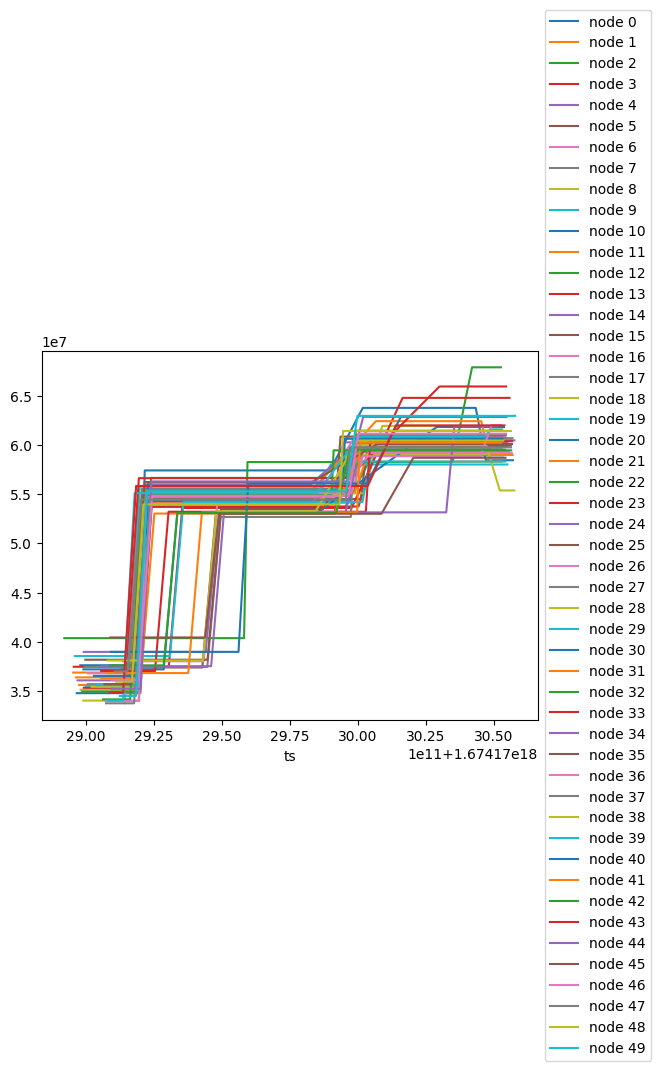 1e7
6.5
6.0
5.5
5.0
4.5
4.0
3.5
29.00 29.25 29.50 29.75 30.00 30.25 30.50
ts
1e11+1.67417e18
node 0
node 1
node 2
node 3
node 4
node 5
node 6
node 7
node 8
node 9
node 10
node 11
node 12
node 13
node 14
node 15
node 16
node 17
node 18
node 19
node 20
node 21
node 22
node 23
node 24
node 25
node 26
node 27
node 28
node 29
node 30
node 31
node 32
node 33
node 34
node 35
node 36
node 37
node 38
node 39
node 40
node 41
node 42
node 43
node 44
node 45
node 46
node 47
node 48
node 49